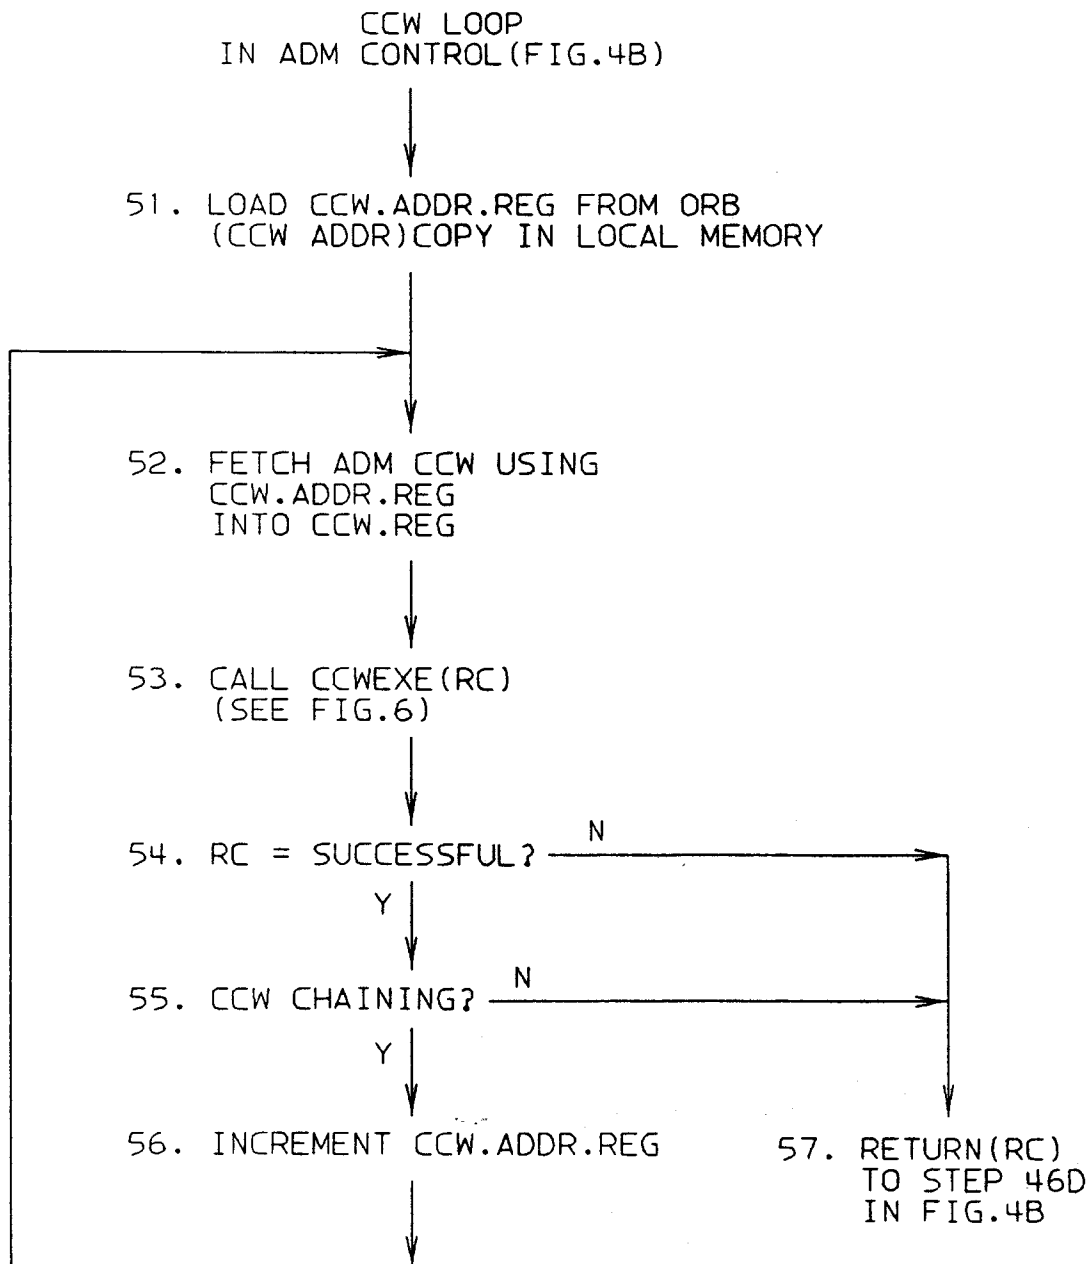 CCW LOOP
IN ADM CONTROL(FIG.4B)
51. LOAD CCW.ADDR.REG FROM ORB
(CCW ADDR)COPY IN LOCAL MEMORY
52. FETCH ADM CCW USING
CCW.ADDR.REG
INTO CCW.REG
53. CALL CCWEXE(RC)
(SEE FIG.6)
54. RC = SUCCESSFUL?
N
Y
55. CCW CHAINING?
N
Y
56. INCREMENT CCW.ADDR.REG
57. RETURN(RC)
TO STEP 46D
IN FIG.4B